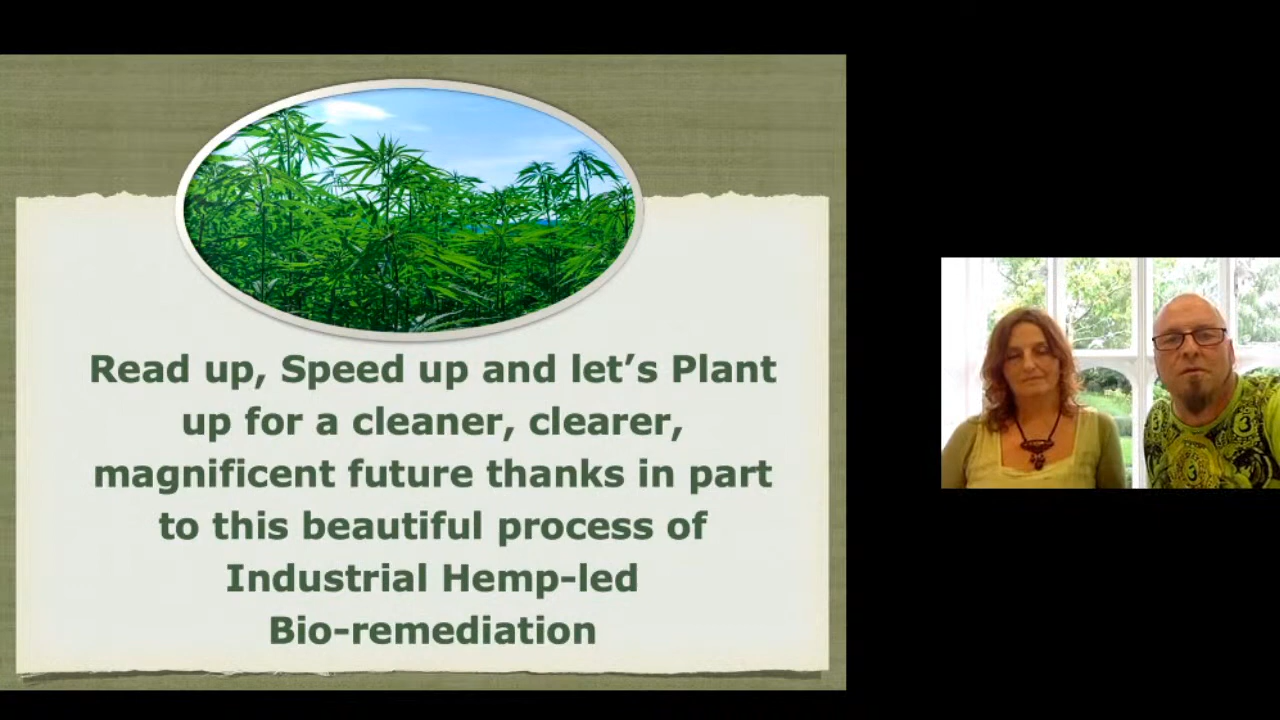 Read up, Speed up and let’s Plant
up for a cleaner, clearer,
magnificent future thanks in part
to this beautiful process of
Industrial Hemp-led
Bio-remediation